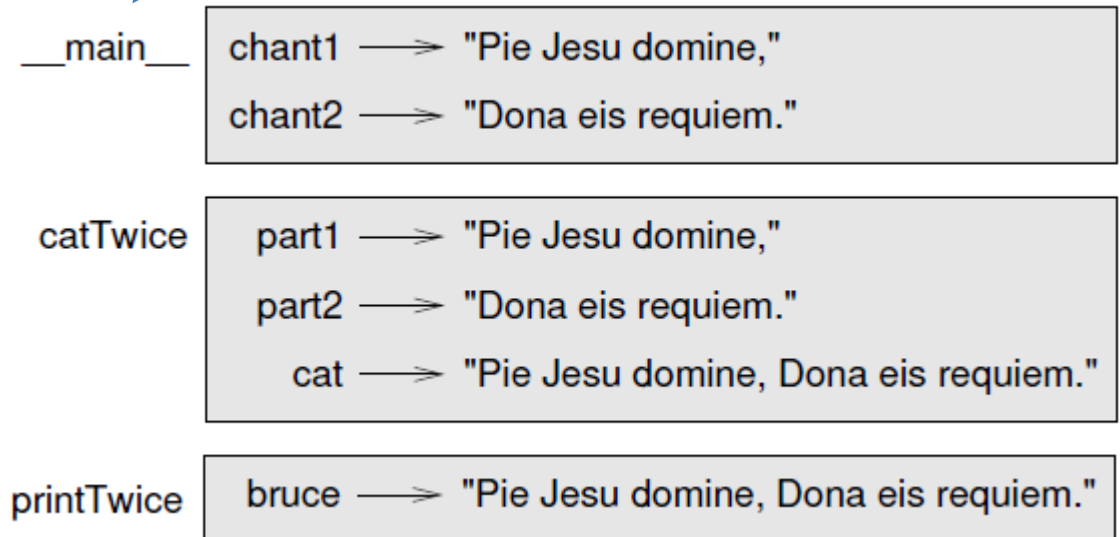 __main__ chant1 "Pie Jesu domine,"
chant2 "Dona eis requiem."
catTwice part1 "Pie Jesu domine,"
part2 "Dona eis requiem."
cat "Pie Jesu domine, Dona eis requiem."
printTwice bruce "Pie Jesu domine, Dona eis requiem."